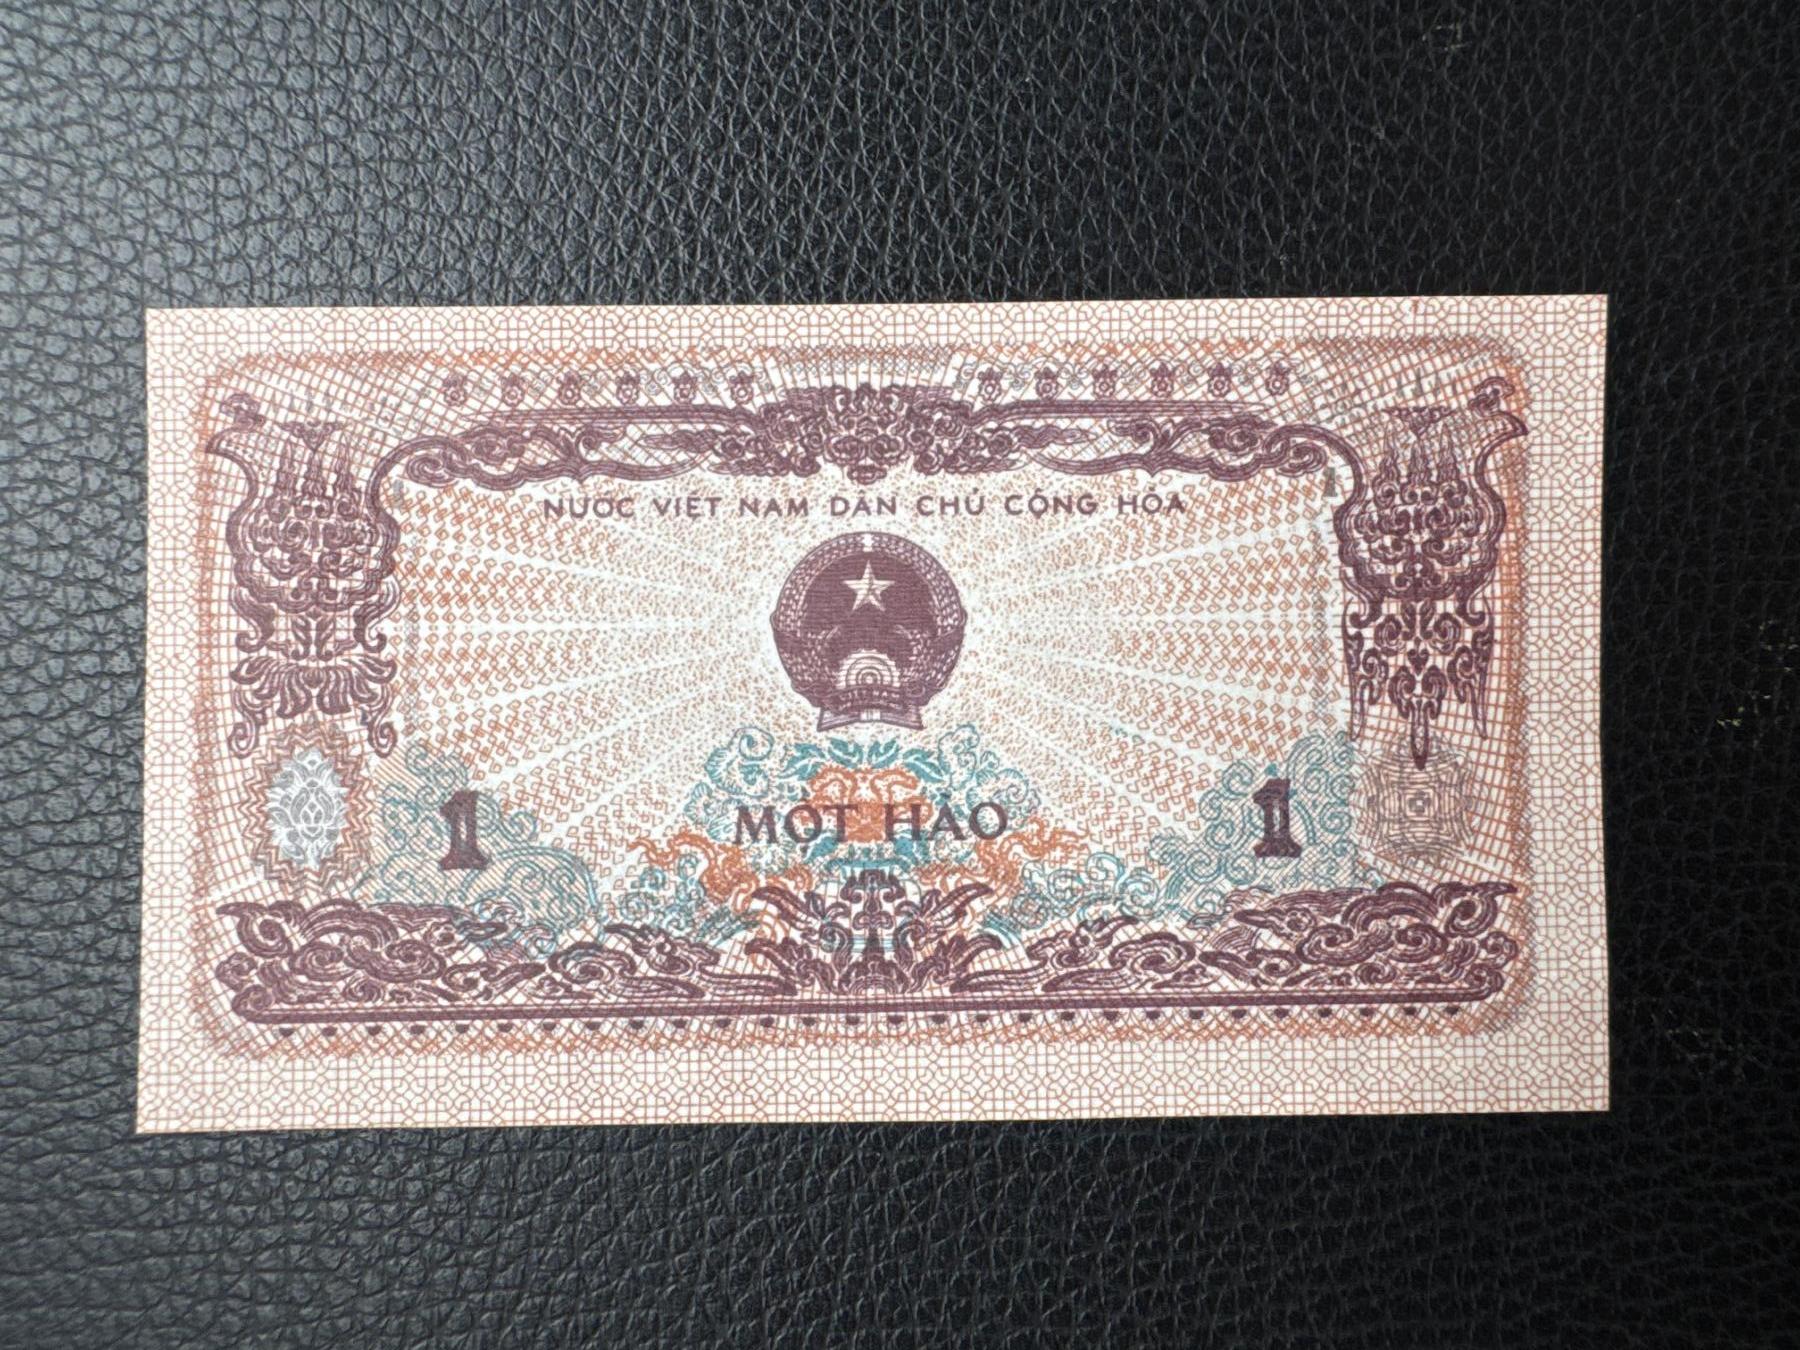 NƯỚC VIỆT NAM DÂN CHỦ CỘNG HÒA
MỘT HÀO
1 1